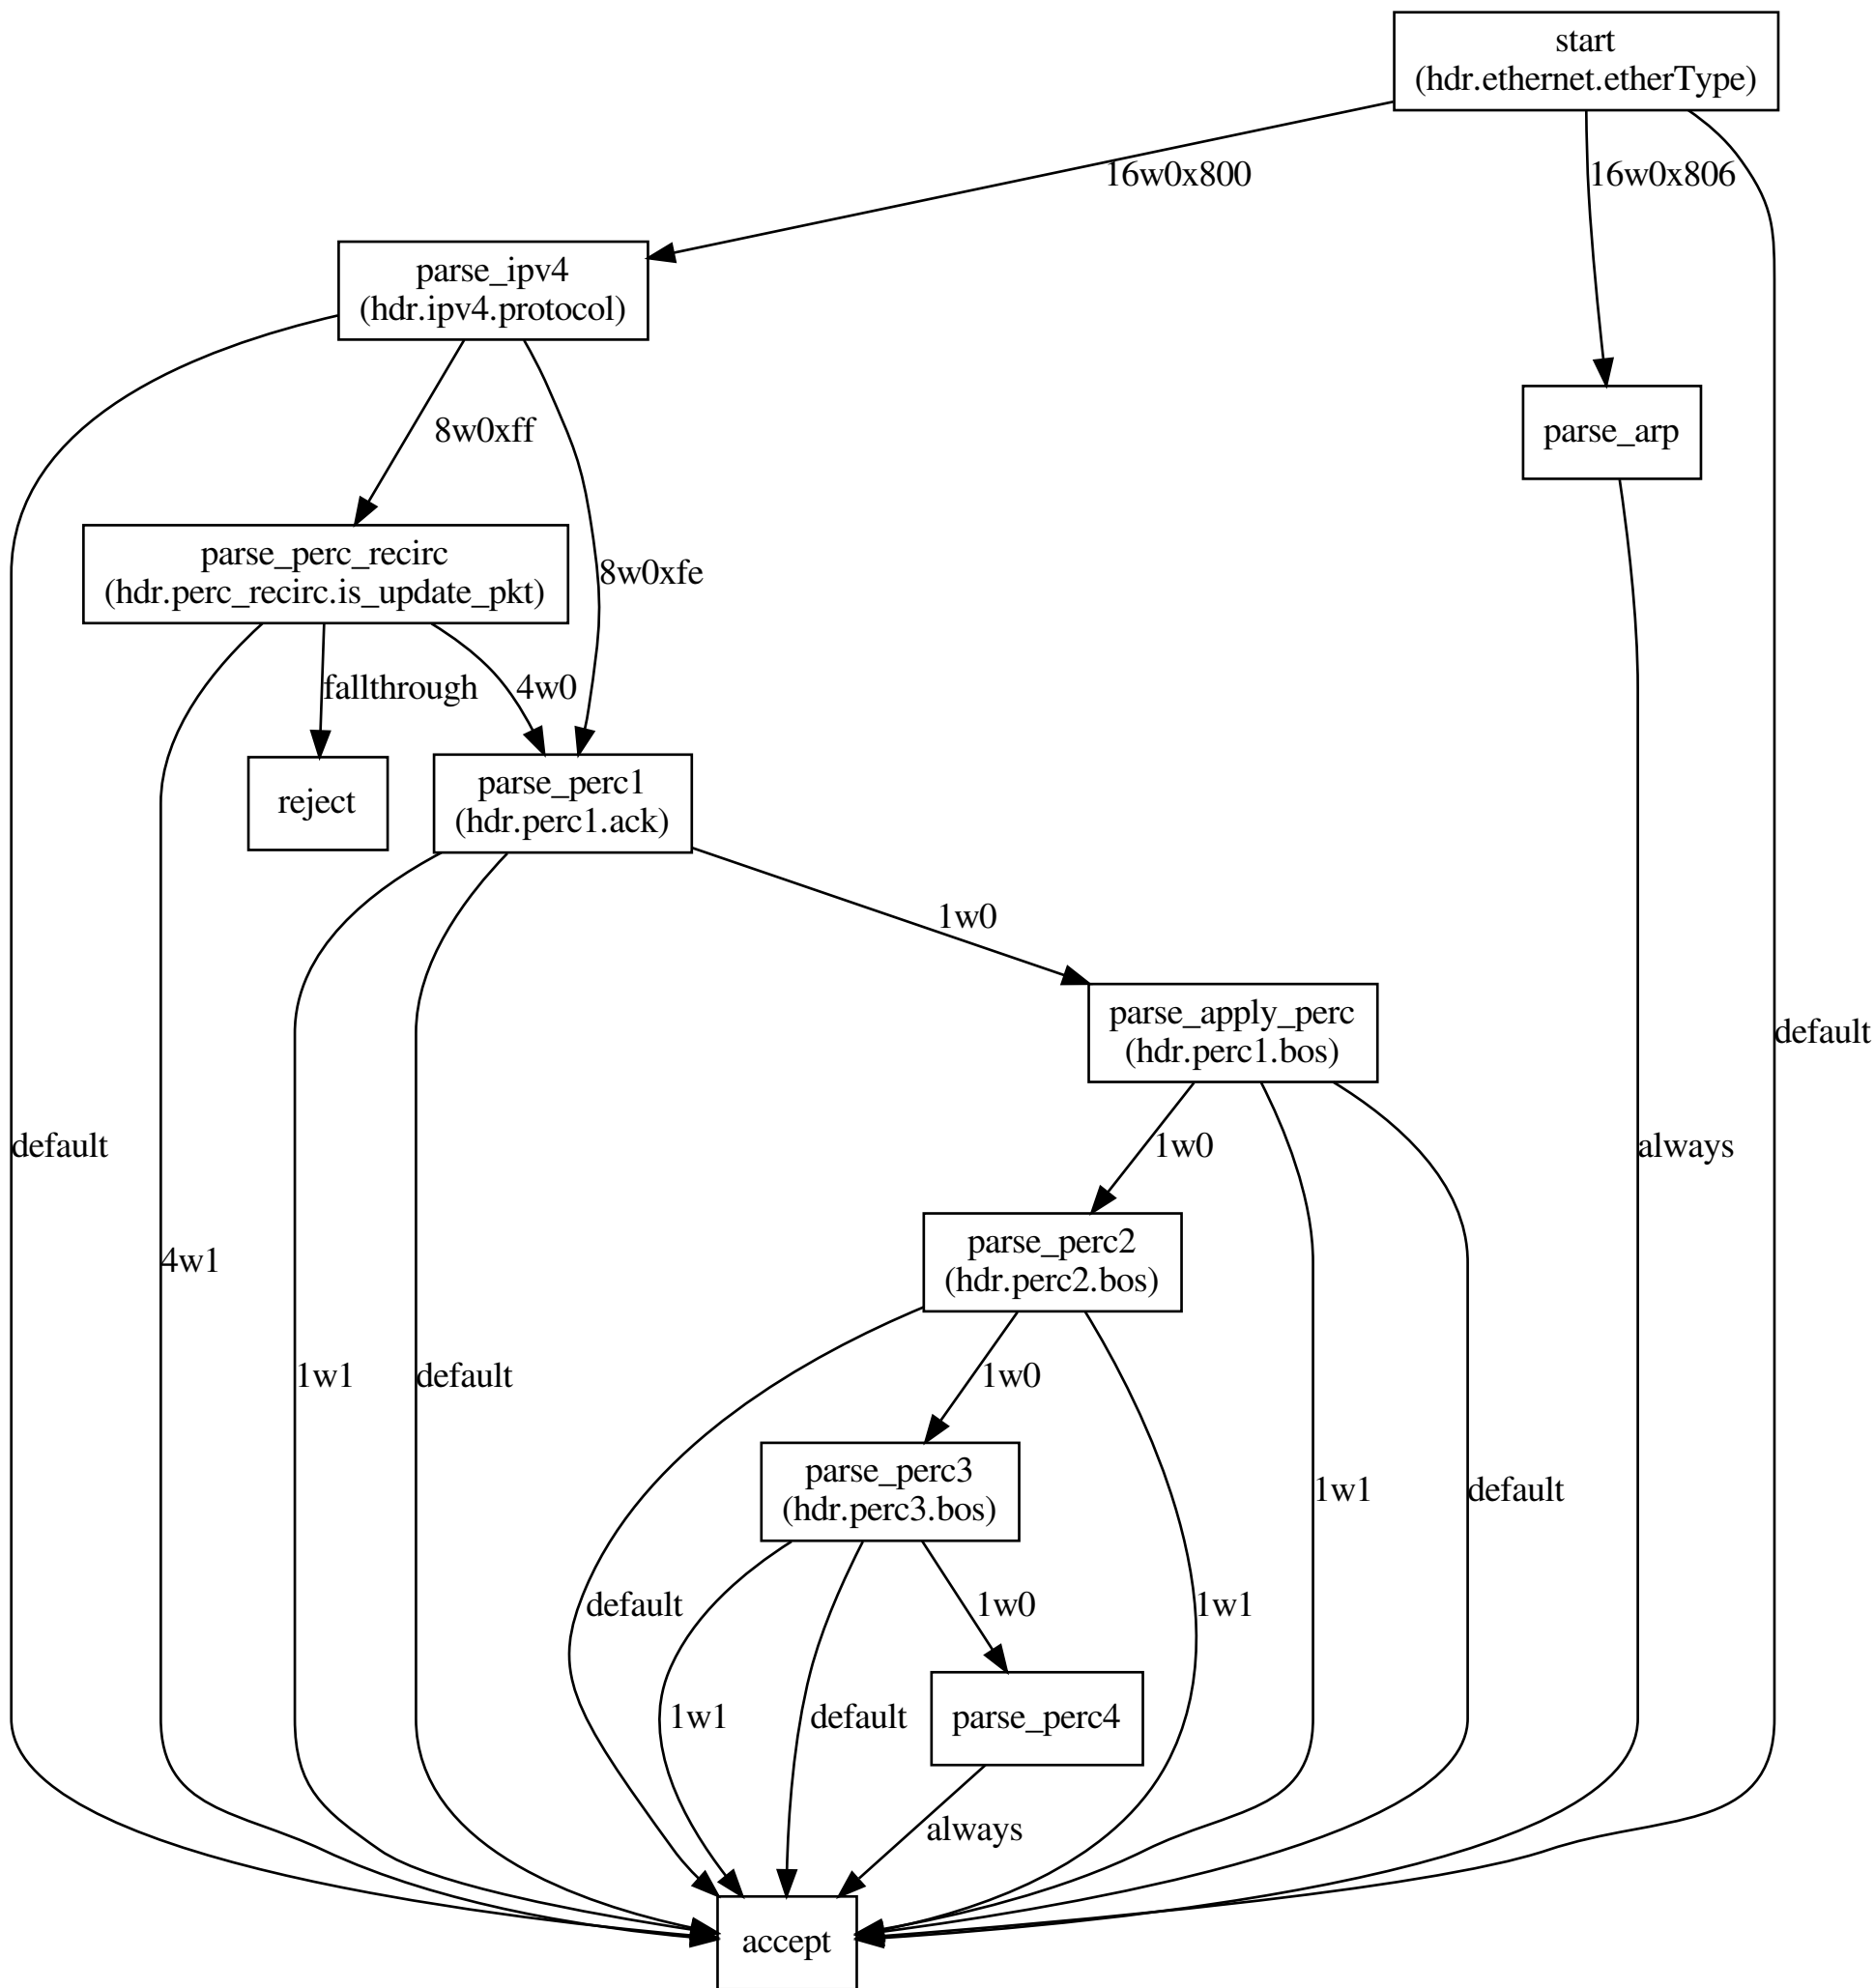 start
(hdr.ethernet.etherType)
16w0x800
16w0x806
parse_ipv4
(hdr.ipv4.protocol)
8w0xff
parse_arp
parse_perc_recirc
(hdr.perc_recirc.is_update_pkt)
8w0xfe
fallthrough
4w0
reject
parse_perc1
(hdr.perc1.ack)
1w0
parse_apply_perc
(hdr.perc1.bos)
default
default
1w0
always
parse_perc2
(hdr.perc2.bos)
4w1
1w1
default
1w0
parse_perc3
(hdr.perc3.bos)
1w1
default
default
1w0
1w1
1w1
default
parse_perc4
always
accept